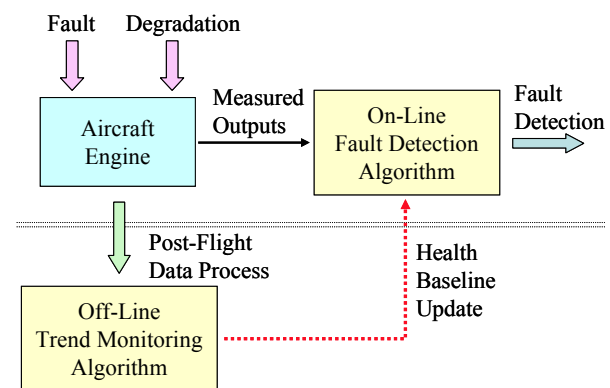 Fault
Degradation
Aircraft
Engine
Measured
Outputs
On-Line
Fault Detection
Algorithm
Fault
Detection
Post-Flight
Data Process
Health
Baseline
Update
Off-Line
Trend Monitoring
Algorithm